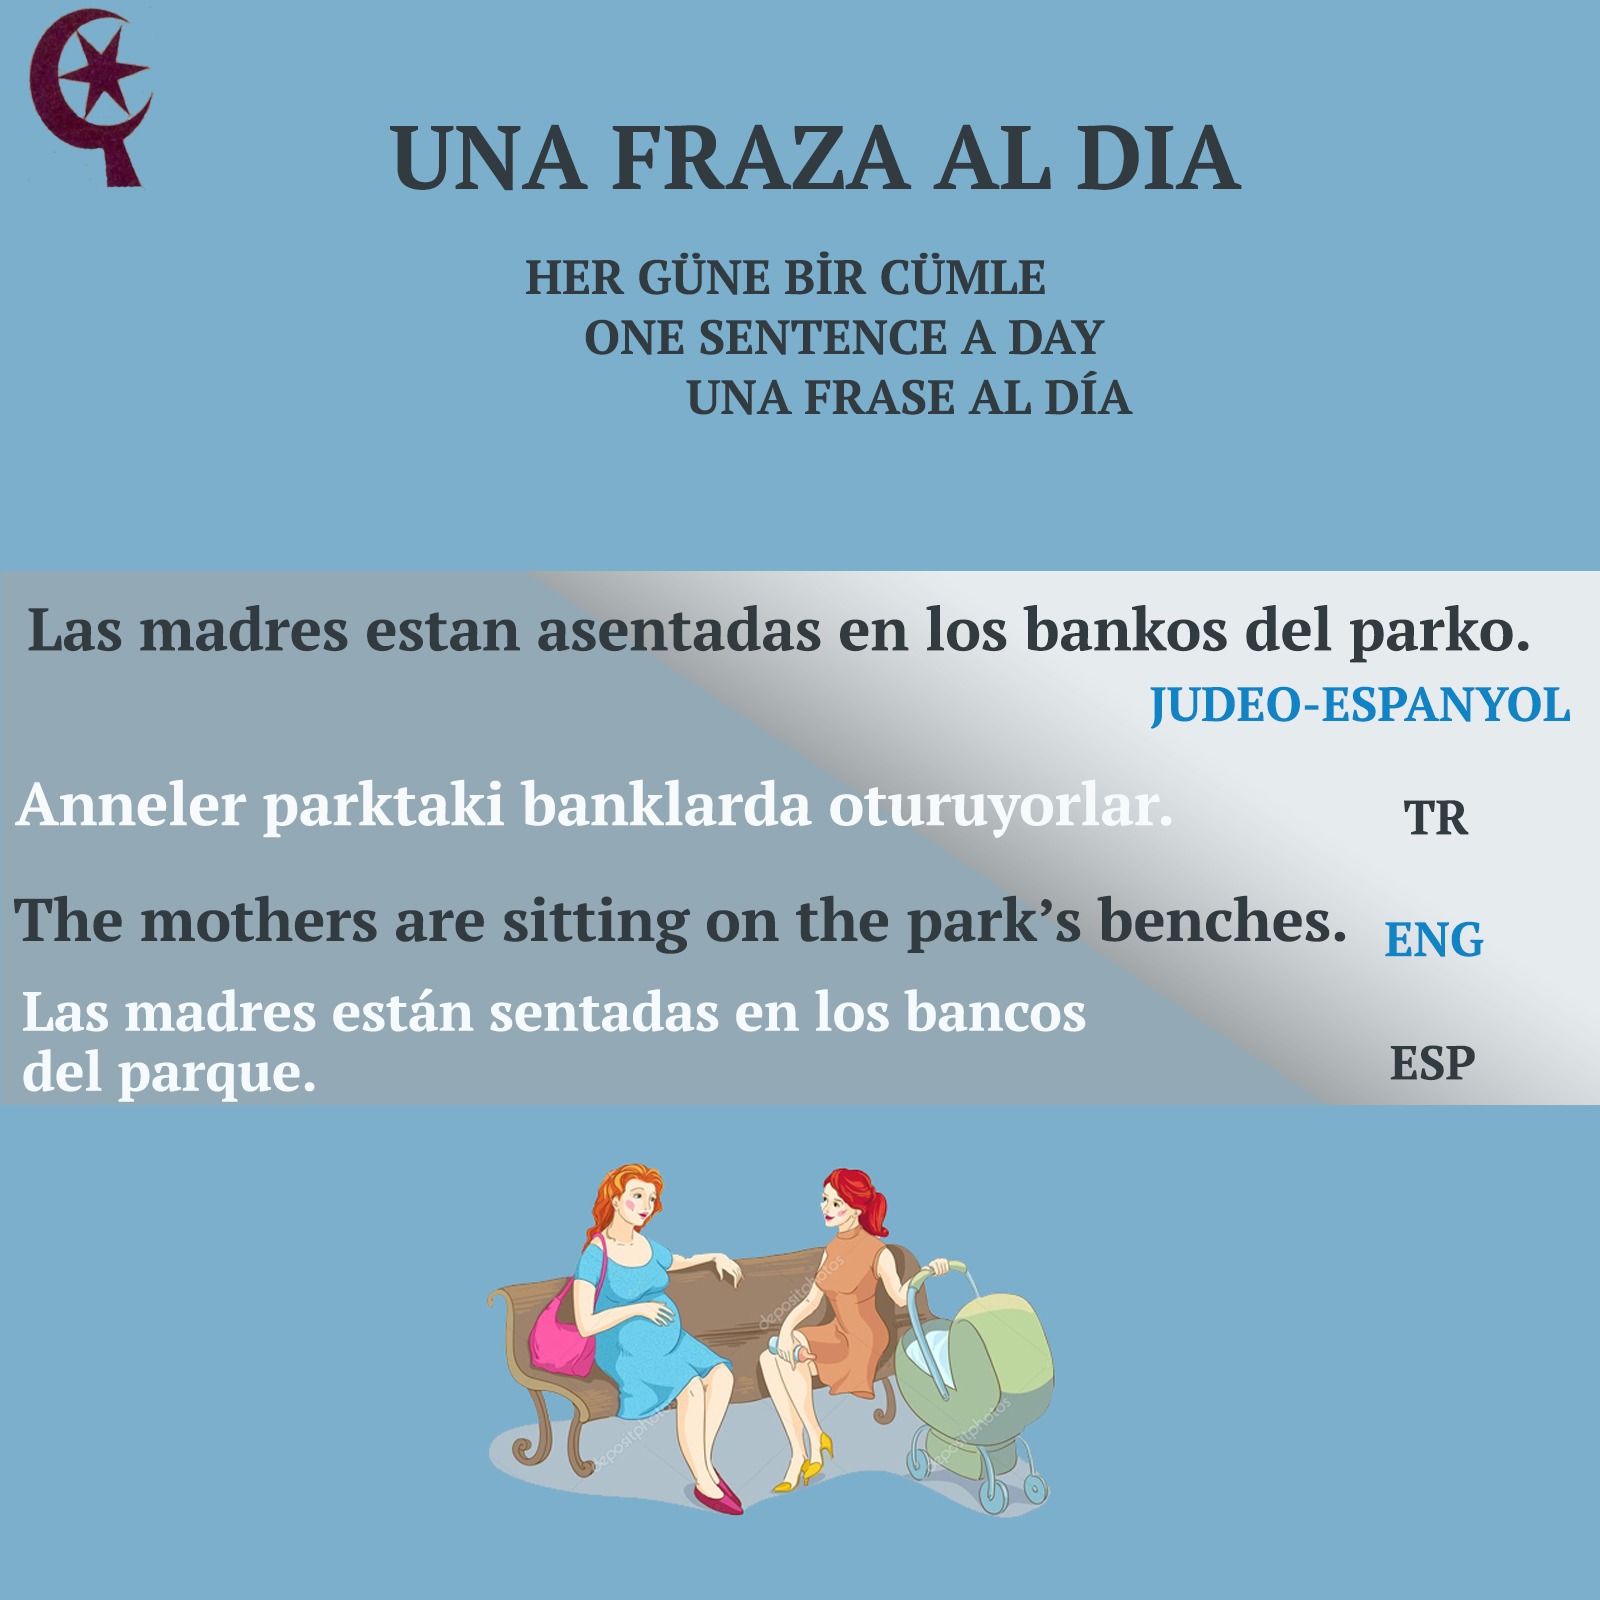 UNA FRAZA AL DIA
HER GÜNE BİR CÜMLE
ONE SENTENCE A DAY
UNA FRASE AL DÍA
Las madres estan asentadas en los bankos del parko.
JUDEO-ESPANYOL
Anneler parktaki banklarda oturuyorlar.
TR
The mothers are sitting on the park’s benches.
ENG
Las madres están sentadas en los bancos
del parque.
ESP
depositphotos
depositphotos
depositphotos